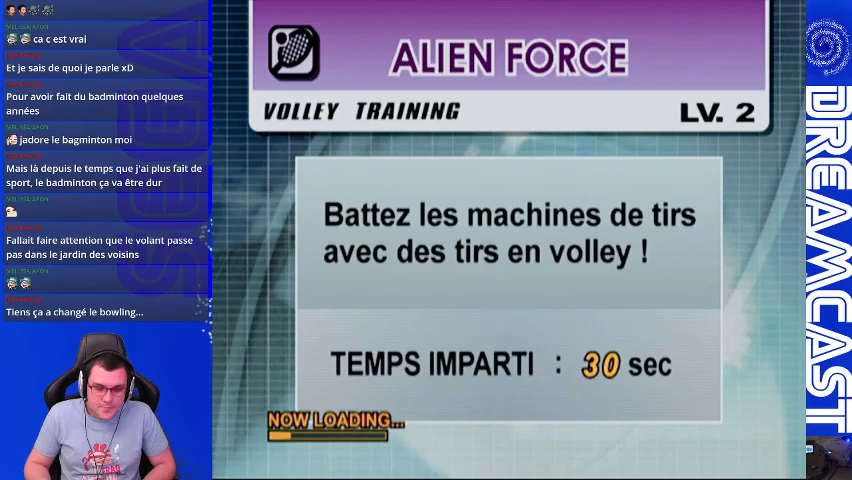 ca c est vrai
Et je sais de quoi je parle xD
Pour avoir fait du badminton quelques
années
jadore le bagminton moi
Mais là depuis le temps que j'ai plus fait de
sport, le badminton ça va être dur
Fallait faire attention que le volant passe
pas dans le jardin des voisins
Tiens ça a changé le bowling...
SEGA
ALIEN FORCE
VOLLEY TRAINING
LV. 2
Battez les machines de tirs
avec des tirs en volley !
TEMPS IMPARTI : 30 sec
NOW LOADING...
DREAMCAST